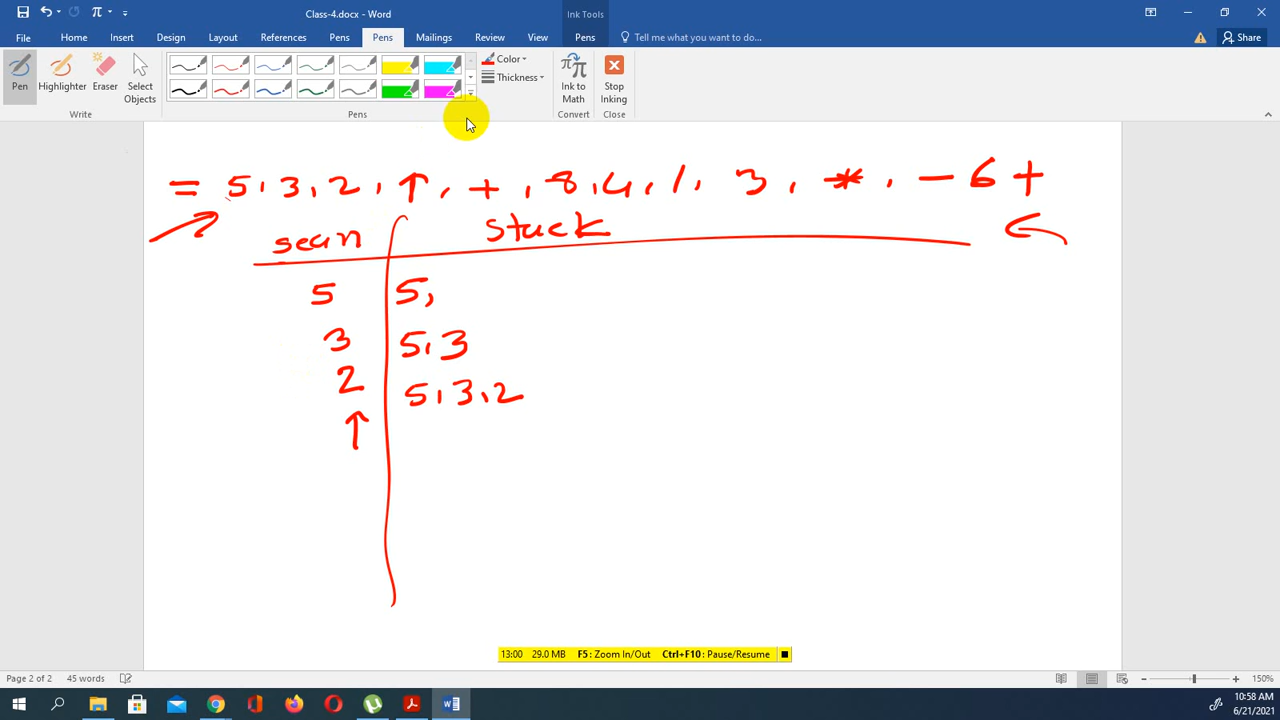 Class-4.docx - Word
Ink Tools
File Home Insert Design Layout References Pens Mailings Review View Pens Tell me what you want to do... Share
Pen Highlighter Eraser Select Objects
Color
Thickness
Ink to Math
Stop Inking
Write Pens Convert Close
= 5, 3, 2, ↑, +, 8, 4, /, 3, *, - 6 +
scan stack
5 5,
3 5, 3
2 5, 3, 2
↑
13:00 29.0 MB F5: Zoom In/Out Ctrl+F10: Pause/Resume
Page 2 of 2 45 words 150%
10:58 AM
6/21/2021